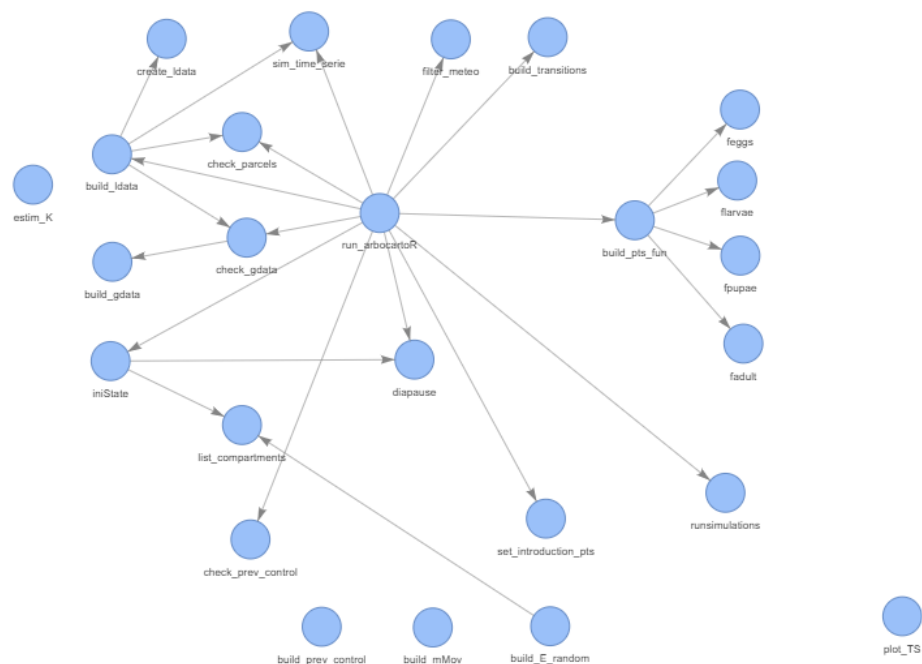 create_ldata
sim_time_serie
filter_meteo
build_transitions
feggs
check_parcels
build_ldata
flarvae
estim_K
run_arbocartoR
build_pts_fun
check_gdata
build_gdata
fpupae
iniState
diapause
fadult
list_compartments
runsimulations
set_introduction_pts
check_prev_control
build_prev_control
build_mMov
build_E_random
plot_TS